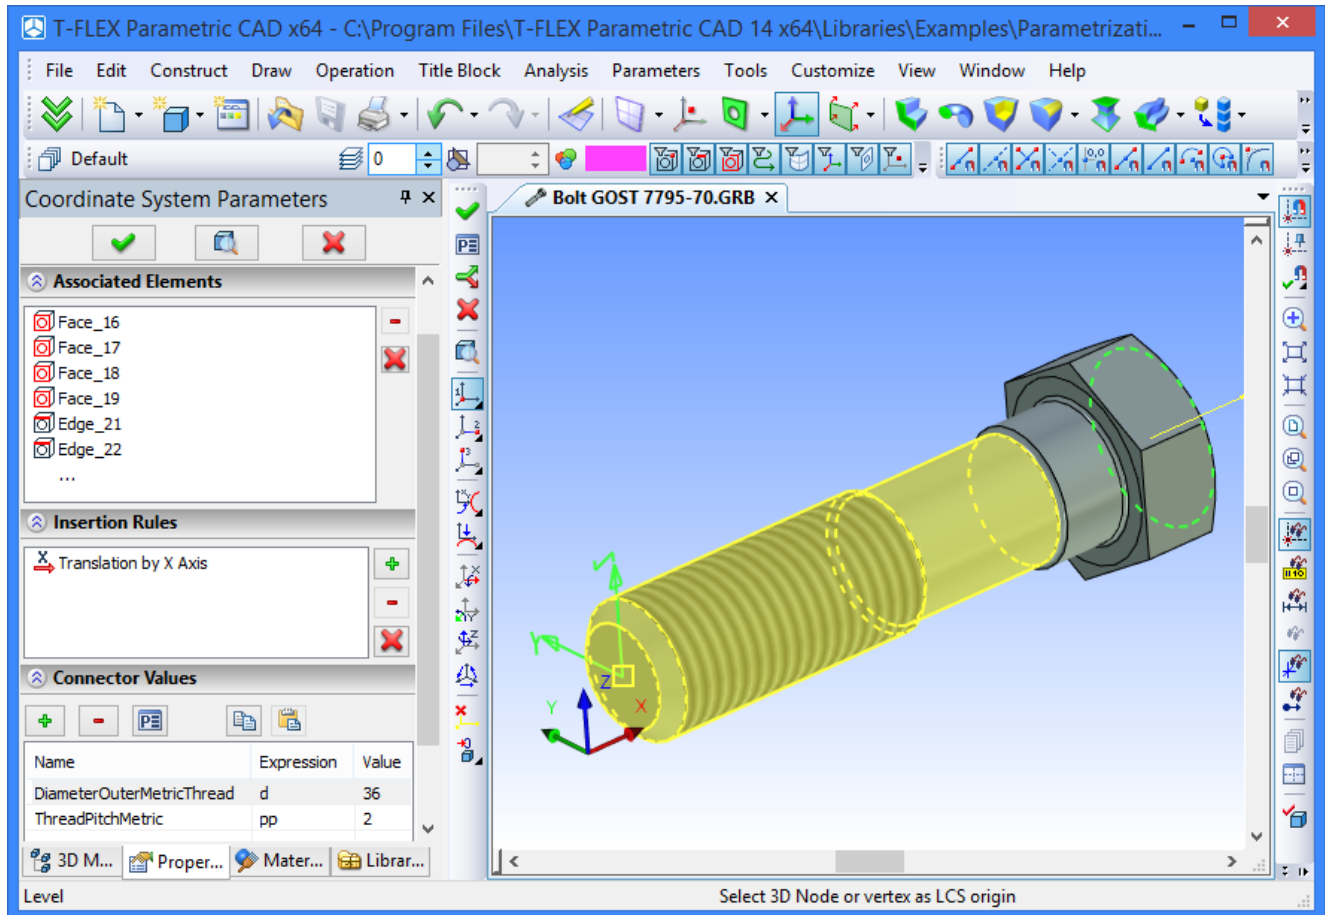 T-FLEX Parametric CAD x64 - C:\Program Files\T-FLEX Parametric CAD 14 x64\Libraries\Examples\Parametrizati...
File Edit Construct Draw Operation Title Block Analysis Parameters Tools Customize View Window Help
Default 0
Coordinate System Parameters
Bolt GOST 7795-70.GRB
Associated Elements
Face_16
Face_17
Face_18
Face_19
Edge_21
Edge_22
...
Insertion Rules
X Translation by X Axis
Connector Values
Name Expression Value
DiameterOuterMetricThread d 36
ThreadPitchMetric pp 2
3D M... Proper... Mater... Librar...
Y
Z
Y X
Level Select 3D Node or vertex as LCS origin